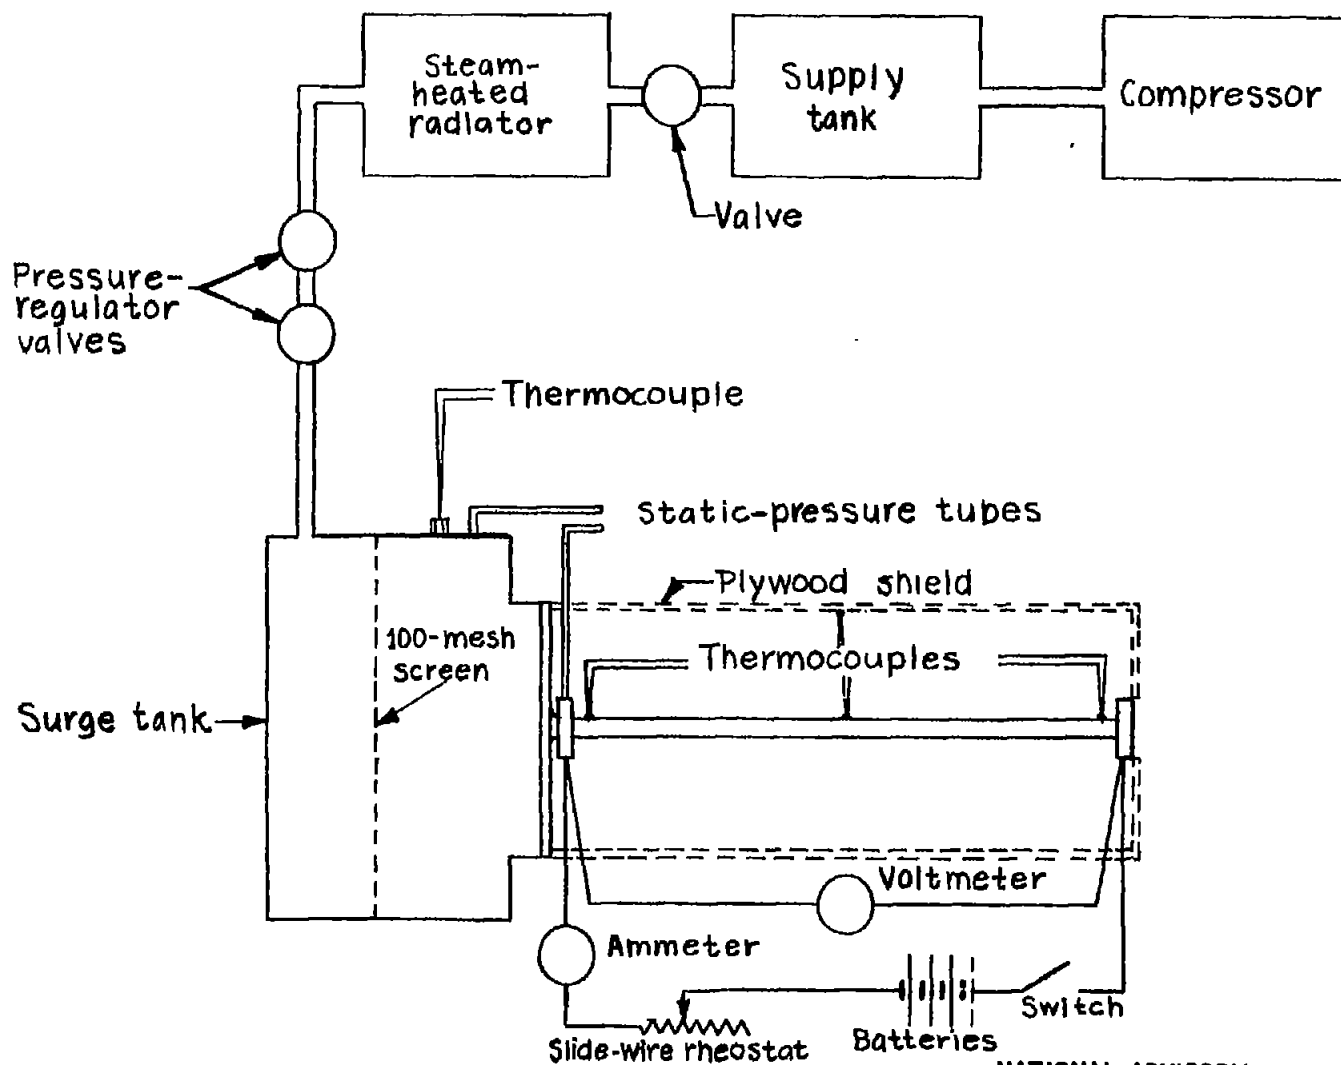 Steam-
heated
radiator
Supply
tank
Compressor
Valve
Pressure-
regulator
valves
Thermocouple
Static-pressure tubes
Plywood shield
100-mesh
screen
Thermocouples
Surge tank
Voltmeter
Ammeter
Switch
Batteries
Slide-wire rheostat